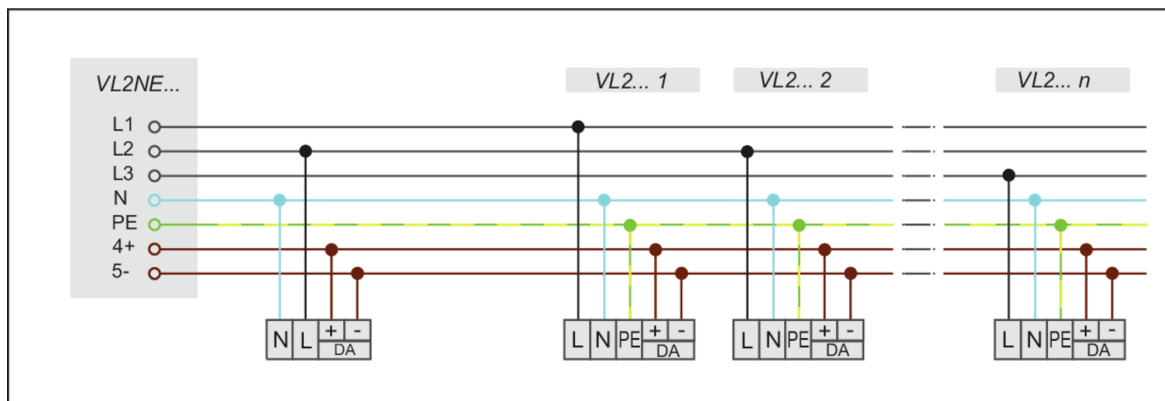 VL2NE...
VL2... 1
VL2... 2
VL2... n
L1
L2
L3
N
PE
4+
5-
N L + - DA
L N PE + - DA
L N PE + - DA
L N PE + - DA